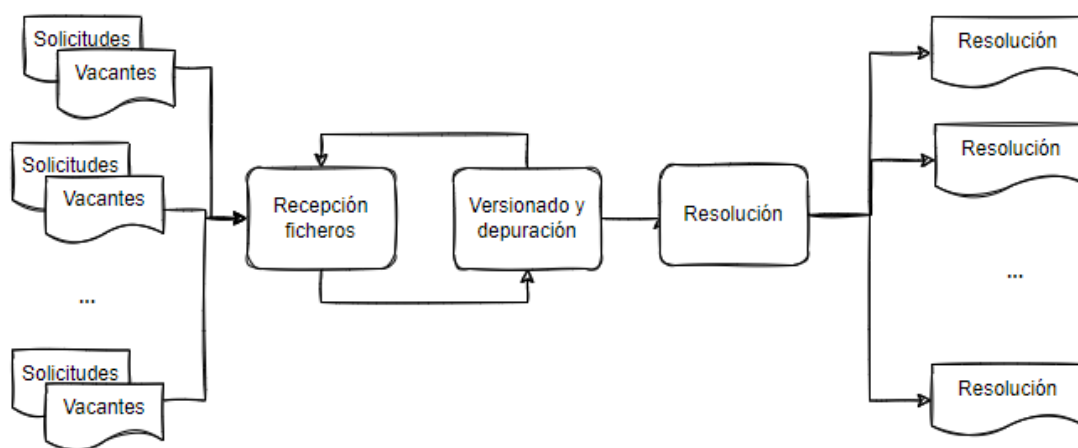 Solicitudes
Vacantes
Solicitudes
Vacantes
...
Solicitudes
Vacantes
Recepción
ficheros
Versionado y
depuración
Resolución
Resolución
Resolución
...
Resolución